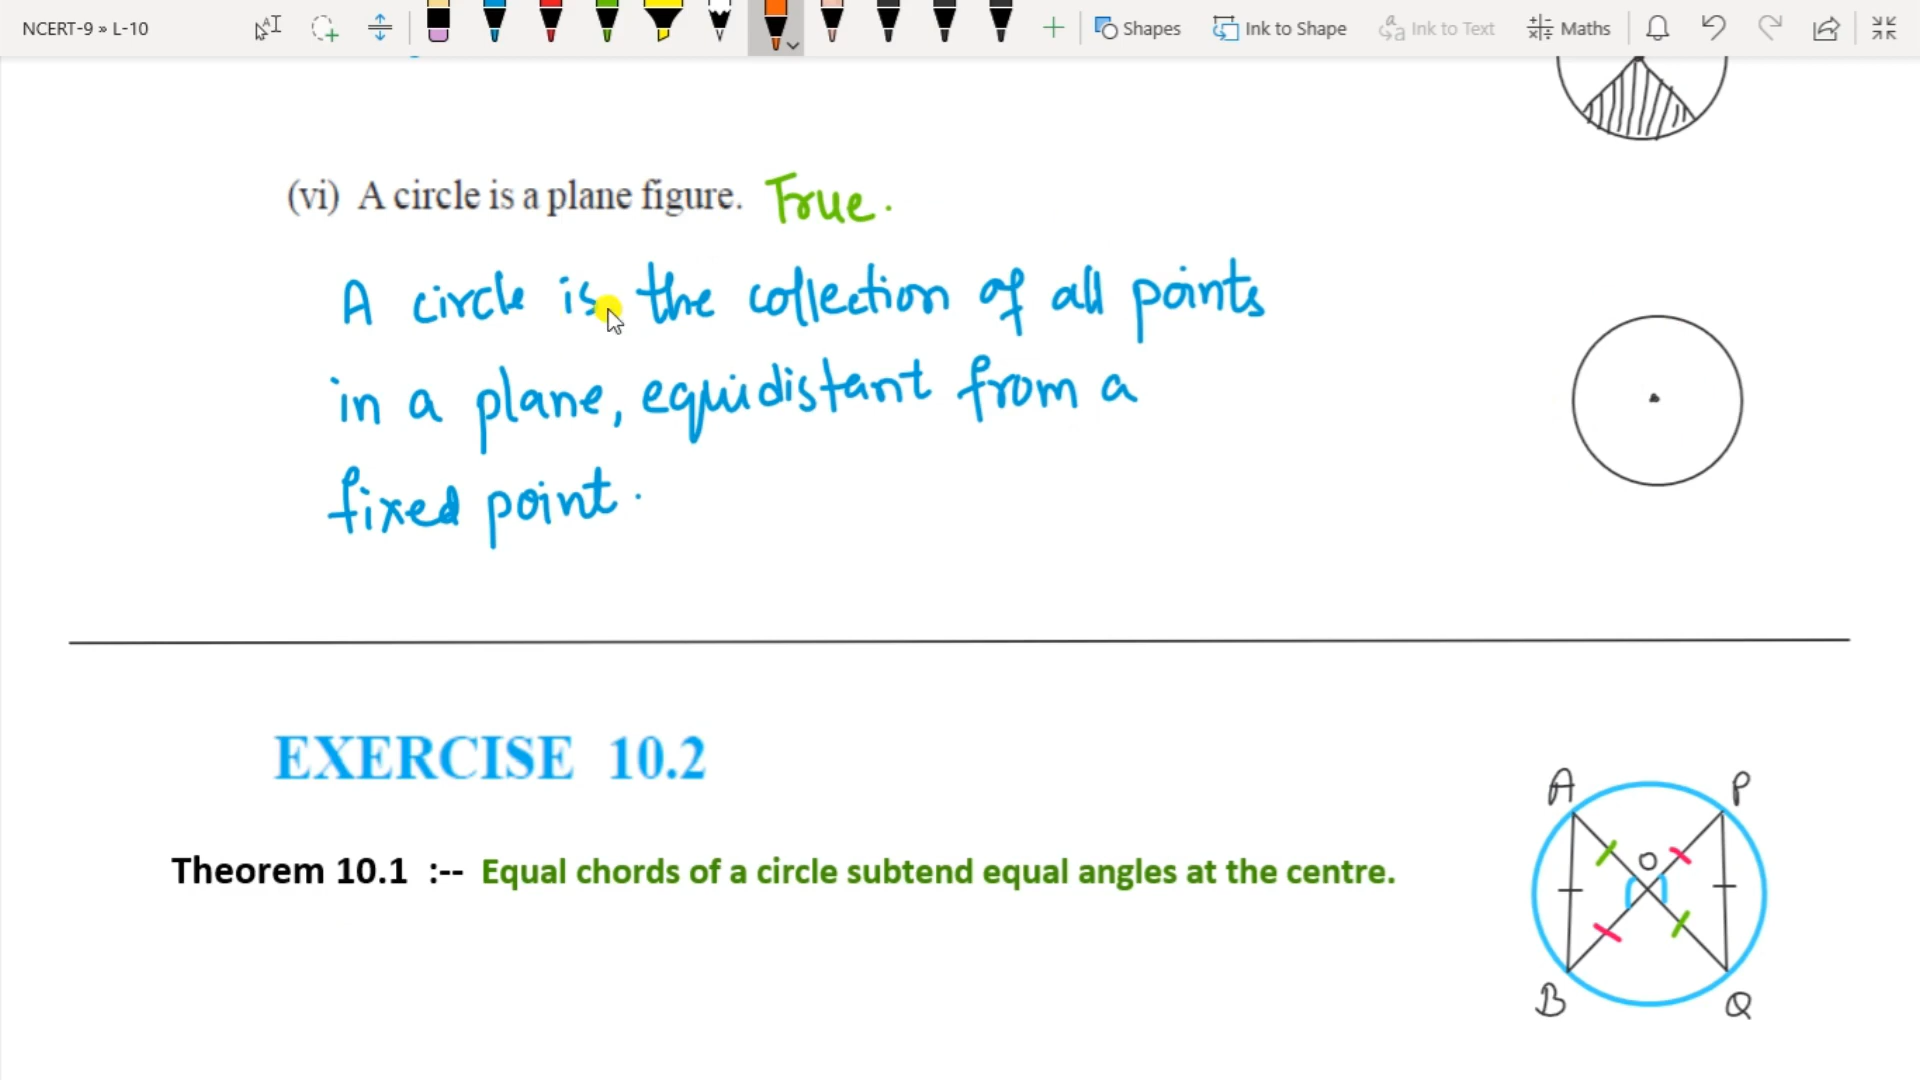 NCERT-9 » L-10
Shapes
Ink to Shape
Ink to Text
Maths
(vi) A circle is a plane figure. True.
A circle is the collection of all points
in a plane, equidistant from a
fixed point.
EXERCISE 10.2
Theorem 10.1 :-- Equal chords of a circle subtend equal angles at the centre.
A P
O
B Q